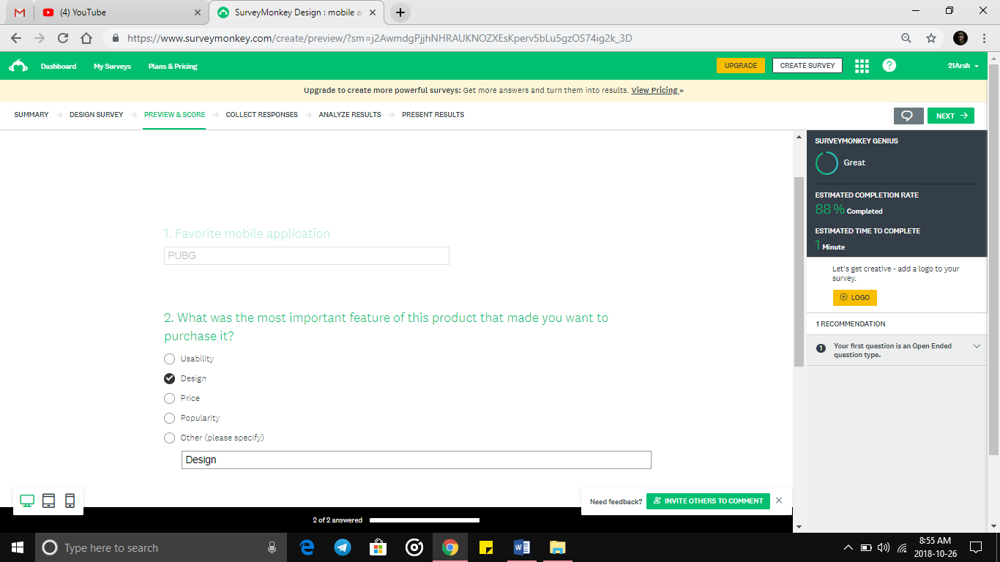 (4) YouTube
SurveyMonkey Design : mobile a
https://www.surveymonkey.com/create/preview/?sm=j2AwmdgPjjhNHRAUKNOZXEsKperv5bLu5gzOS74ig2k_3D
Dashboard My Surveys Plans & Pricing UPGRADE CREATE SURVEY ? 21Arsh
Upgrade to create more powerful surveys: Get more answers and turn them into results. View Pricing »
SUMMARY DESIGN SURVEY PREVIEW & SCORE COLLECT RESPONSES ANALYZE RESULTS PRESENT RESULTS NEXT
SURVEYMONKEY GENIUS
Great
ESTIMATED COMPLETION RATE
88% Completed
ESTIMATED TIME TO COMPLETE
1 Minute
Let's get creative - add a logo to your
survey.
LOGO
1 RECOMMENDATION
1 Your first question is an Open Ended
question type.
1. Favorite mobile application
PUBG
2. What was the most important feature of this product that made you want to
purchase it?
Usability
Design
Price
Popularity
Other (please specify)
Design
Need feedback? INVITE OTHERS TO COMMENT
2 of 2 answered
Type here to search
8:55 AM
2018-10-26